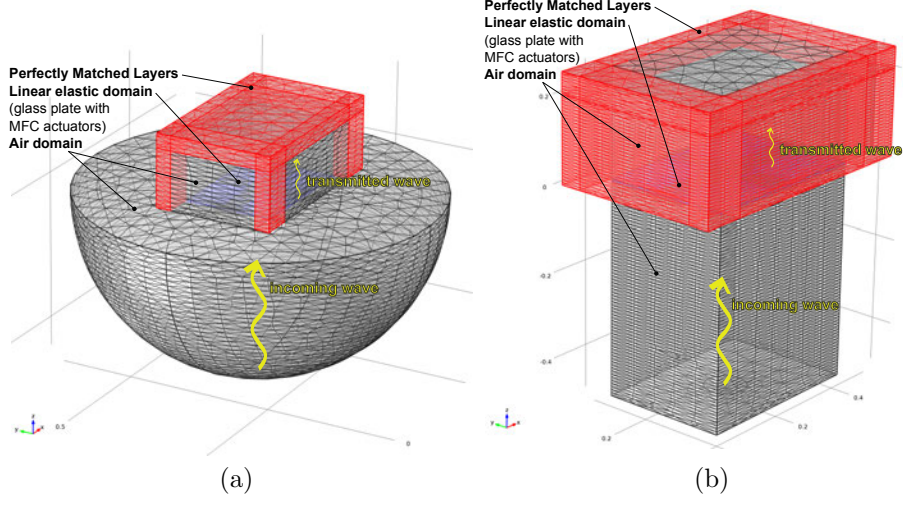 Perfectly Matched Layers
Linear elastic domain
(glass plate with
MFC actuators)
Air domain
transmitted wave
incoming wave
z
y
x
0.5
0
(a)
Perfectly Matched Layers
Linear elastic domain
(glass plate with
MFC actuators)
Air domain
0.2
transmitted wave
0
-0.2
incoming wave
-0.4
0.4
z
y
x
0.2
0.2
(b)